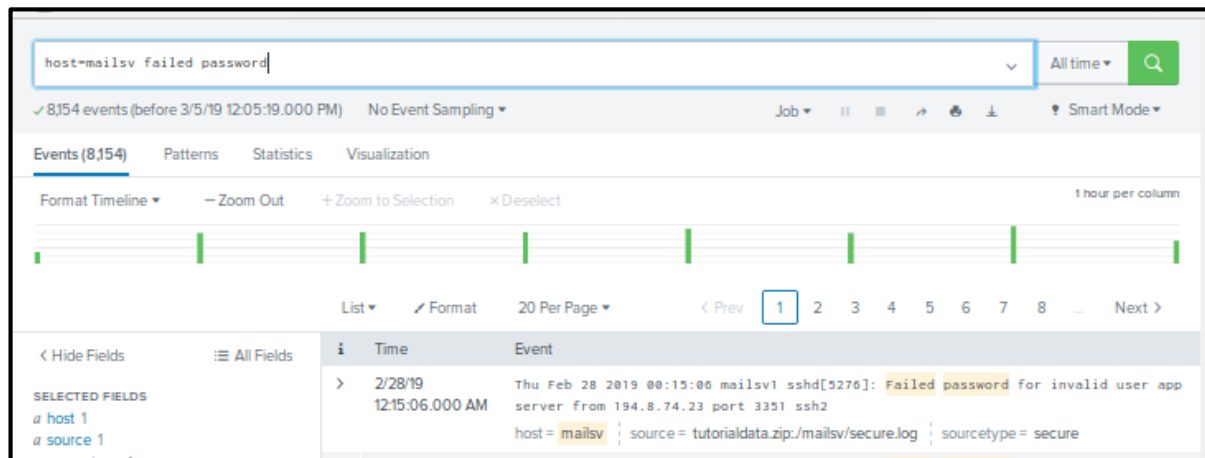 host=mailsv failed password
All time
8,154 events (before 3/5/19 12:05:19.000 PM) No Event Sampling Job Smart Mode
Events (8,154) Patterns Statistics Visualization
Format Timeline — Zoom Out + Zoom to Selection × Deselect 1 hour per column
List Format 20 Per Page < Prev 1 2 3 4 5 6 7 8 ... Next >
< Hide Fields All Fields i Time Event
SELECTED FIELDS
a host 1
a source 1
> 2/28/19
12:15:06.000 AM
Thu Feb 28 2019 00:15:06 mailsv1 sshd[5276]: Failed password for invalid user app
server from 194.8.74.23 port 3351 ssh2
host = mailsv source = tutorialdata.zip:./mailsv/secure.log sourcetype = secure